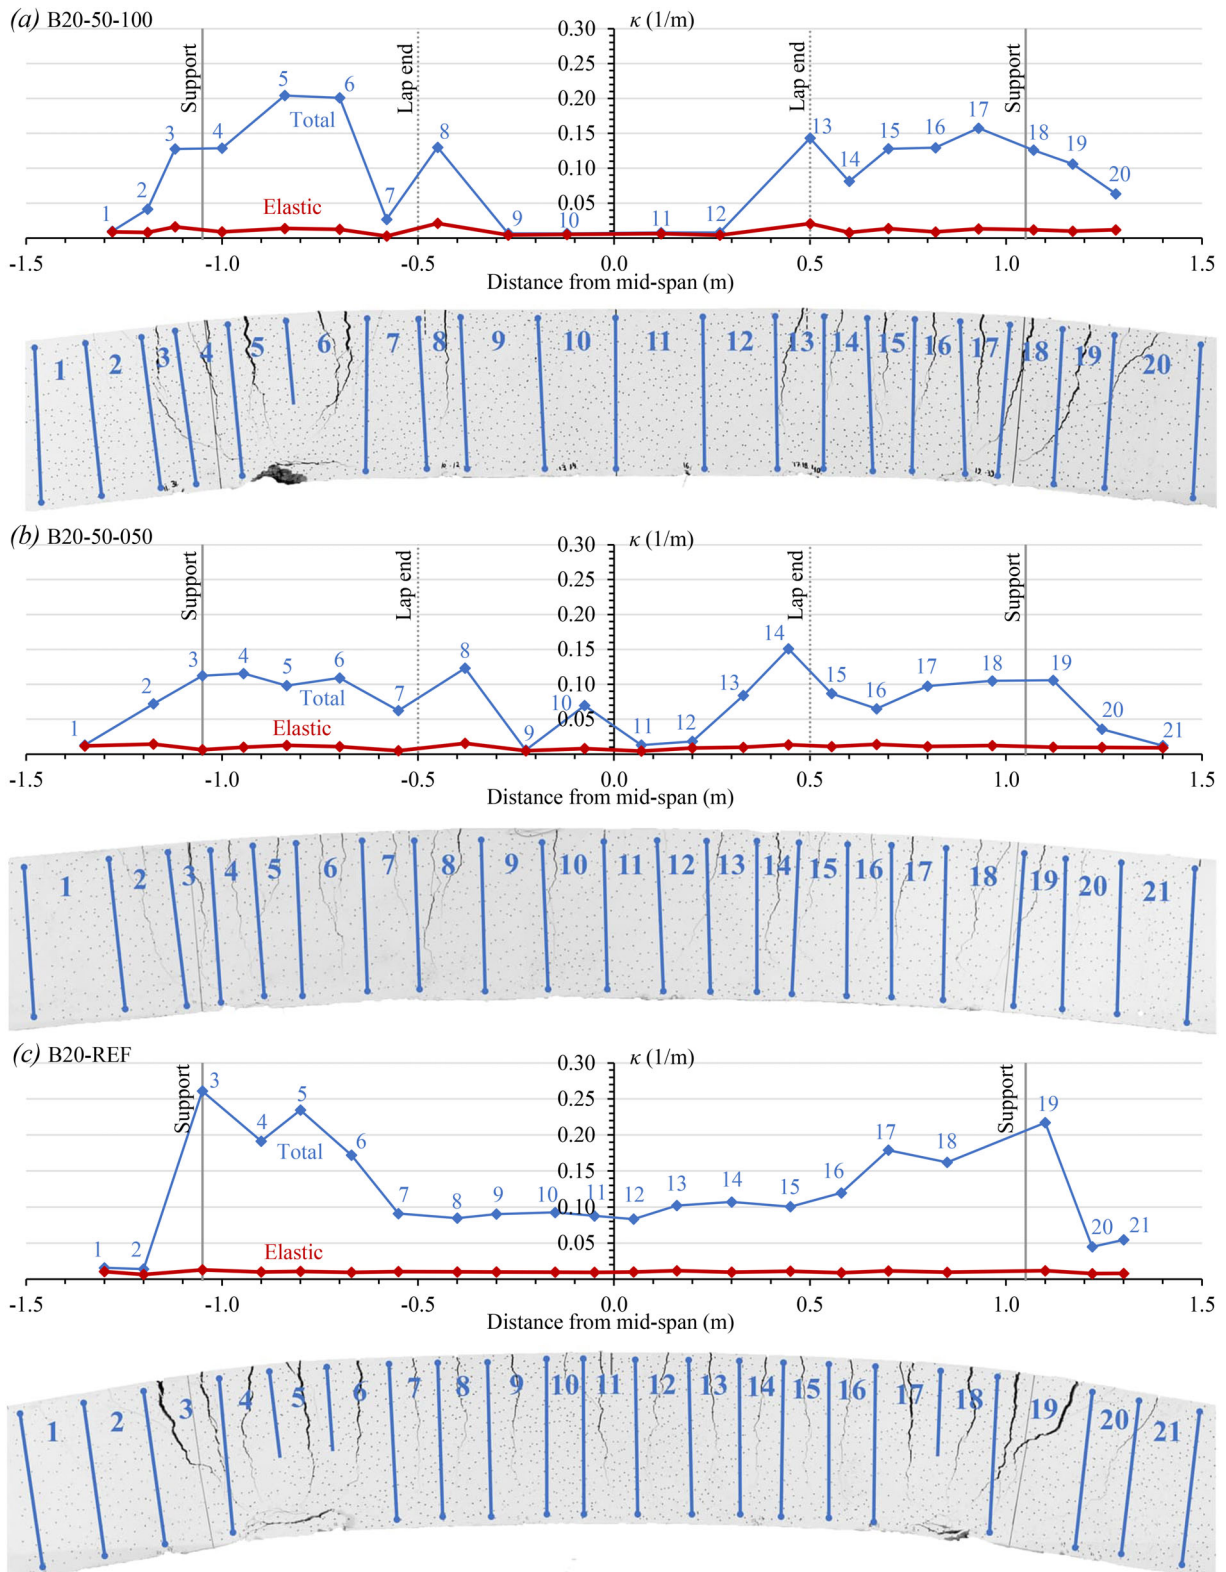 (a) B20-50-100
κ (1/m)
0.30
0.25
0.20
0.15
0.10
0.05
Support
Lap end
Lap end
Support
Total
Elastic
1 2 3 4 5 6 7 8 9 10 11 12 13 14 15 16 17 18 19 20
-1.5 -1.0 -0.5 0.0 0.5 1.0 1.5
Distance from mid-span (m)
1 2 3 4 5 6 7 8 9 10 11 12 13 14 15 16 17 18 19 20
(b) B20-50-050
κ (1/m)
0.30
0.25
0.20
0.15
0.10
0.05
Support
Lap end
Lap end
Support
Total
Elastic
1 2 3 4 5 6 7 8 9 10 11 12 13 14 15 16 17 18 19 20 21
-1.5 -1.0 -0.5 0.0 0.5 1.0 1.5
Distance from mid-span (m)
1 2 3 4 5 6 7 8 9 10 11 12 13 14 15 16 17 18 19 20 21
(c) B20-REF
κ (1/m)
0.30
0.25
0.20
0.15
0.10
0.05
Support
Support
Total
Elastic
1 2 3 4 5 6 7 8 9 10 11 12 13 14 15 16 17 18 19 20 21
-1.5 -1.0 -0.5 0.0 0.5 1.0 1.5
Distance from mid-span (m)
1 2 3 4 5 6 7 8 9 10 11 12 13 14 15 16 17 18 19 20 21